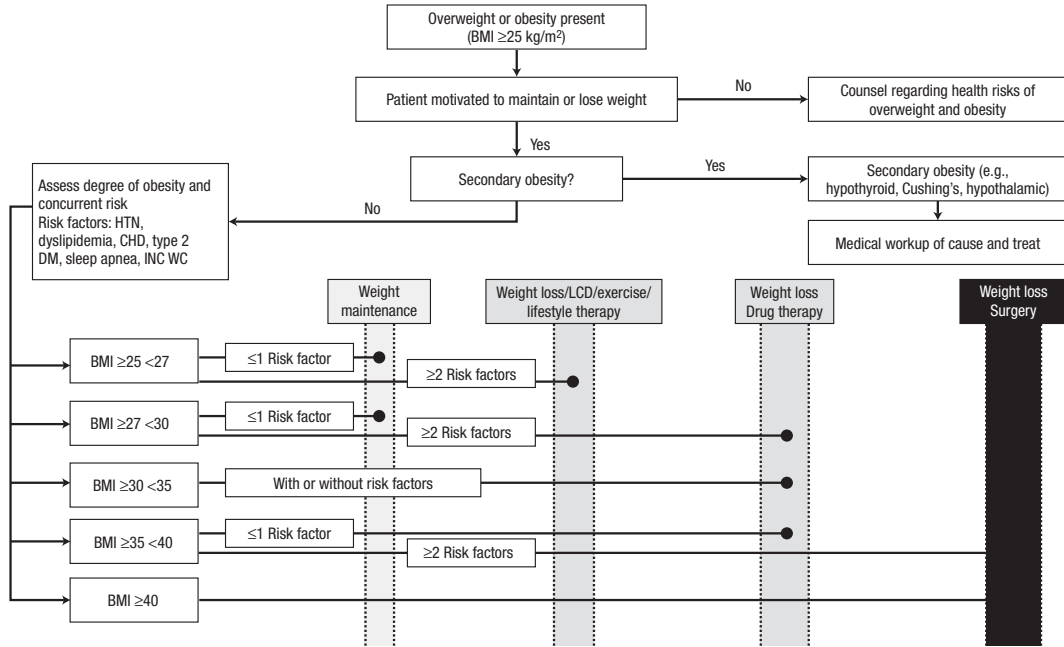 Overweight or obesity present
(BMI ≥25 kg/m²)
Patient motivated to maintain or lose weight
No
Counsel regarding health risks of
overweight and obesity
Yes
Secondary obesity?
Yes
Secondary obesity (e.g.,
hypothyroid, Cushing's, hypothalamic)
No
Medical workup of cause and treat
Assess degree of obesity and
concurrent risk
Risk factors: HTN,
dyslipidemia, CHD, type 2
DM, sleep apnea, INC WC
Weight
maintenance
Weight loss/LCD/exercise/
lifestyle therapy
Weight loss
Drug therapy
Weight loss
Surgery
BMI ≥25 <27
≤1 Risk factor
≥2 Risk factors
BMI ≥27 <30
≤1 Risk factor
≥2 Risk factors
BMI ≥30 <35
With or without risk factors
BMI ≥35 <40
≤1 Risk factor
≥2 Risk factors
BMI ≥40